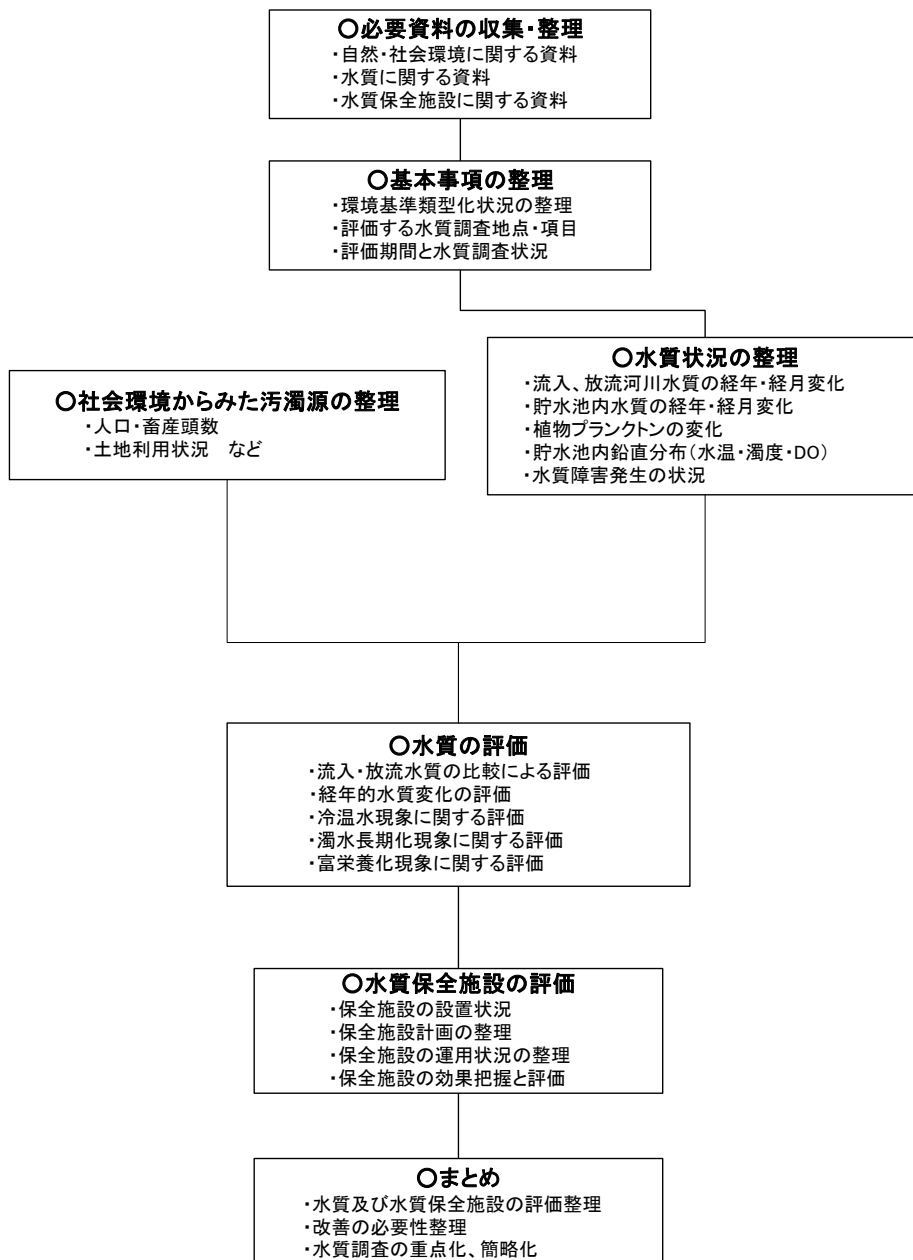 〇必要資料の収集・整理
・自然・社会環境に関する資料
・水質に関する資料
・水質保全施設に関する資料
〇基本事項の整理
・環境基準類型化状況の整理
・評価する水質調査地点・項目
・評価期間と水質調査状況
〇社会環境からみた汚濁源の整理
・人口・畜産頭数
・土地利用状況　など
〇水質状況の整理
・流入、放流河川水質の経年・経月変化
・貯水池内水質の経年・経月変化
・植物プランクトンの変化
・貯水池内鉛直分布(水温・濁度・DO)
・水質障害発生の状況
〇水質の評価
・流入・放流水質の比較による評価
・経年的水質変化の評価
・冷温水現象に関する評価
・濁水長期化現象に関する評価
・富栄養化現象に関する評価
〇水質保全施設の評価
・保全施設の設置状況
・保全施設計画の整理
・保全施設の運用状況の整理
・保全施設の効果把握と評価
〇まとめ
・水質及び水質保全施設の評価整理
・改善の必要性整理
・水質調査の重点化、簡略化